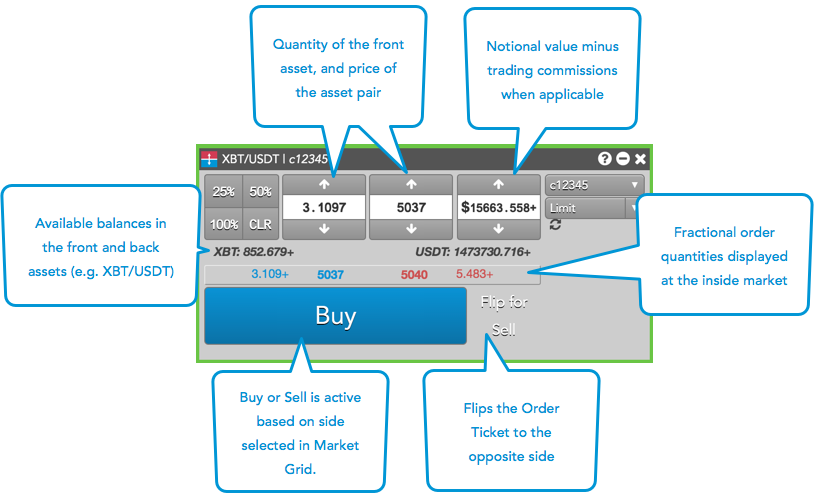 Quantity of the front
asset, and price of
the asset pair
Notional value minus
trading commissions
when applicable
XBT/USDT | c12345
25% 50%
100% CLR
3.1097
5037
$15663.558+
c12345
Limit
XBT: 852.679+
USDT: 1473730.716+
3.109+ 5037 5040 5.483+
Buy
Flip for
Sell
Available balances in
the front and back
assets (e.g. XBT/USDT)
Fractional order
quantities displayed
at the inside market
Buy or Sell is active
based on side
selected in Market
Grid.
Flips the Order
Ticket to the
opposite side